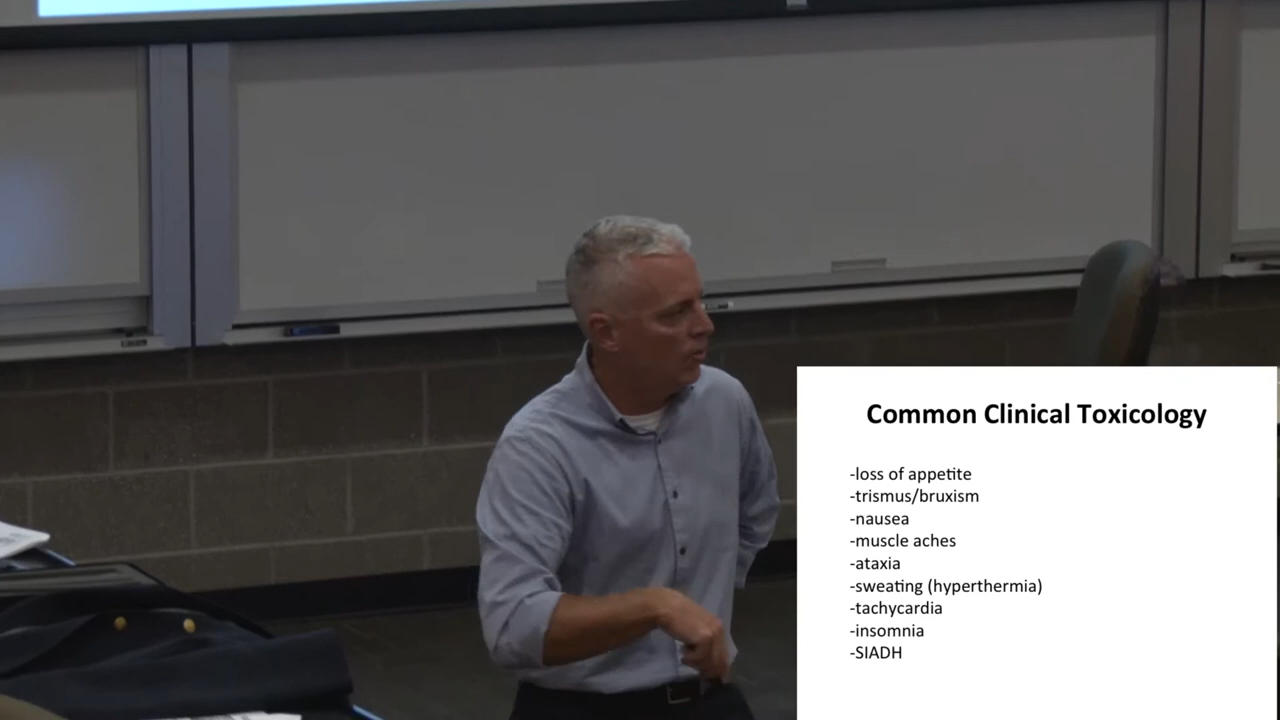 Common Clinical Toxicology
-loss of appetite
-trismus/bruxism
-nausea
-muscle aches
-ataxia
-sweating (hyperthermia)
-tachycardia
-insomnia
-SIADH